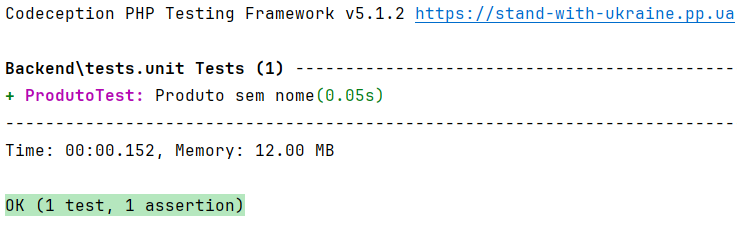 Codeception PHP Testing Framework v5.1.2 https://stand-with-ukraine.pp.ua
Backend\tests.unit Tests (1) --------------------------------------------
+ ProdutoTest: Produto sem nome(0.05s)
-------------------------------------------------------------------------
Time: 00:00.152, Memory: 12.00 MB
OK (1 test, 1 assertion)